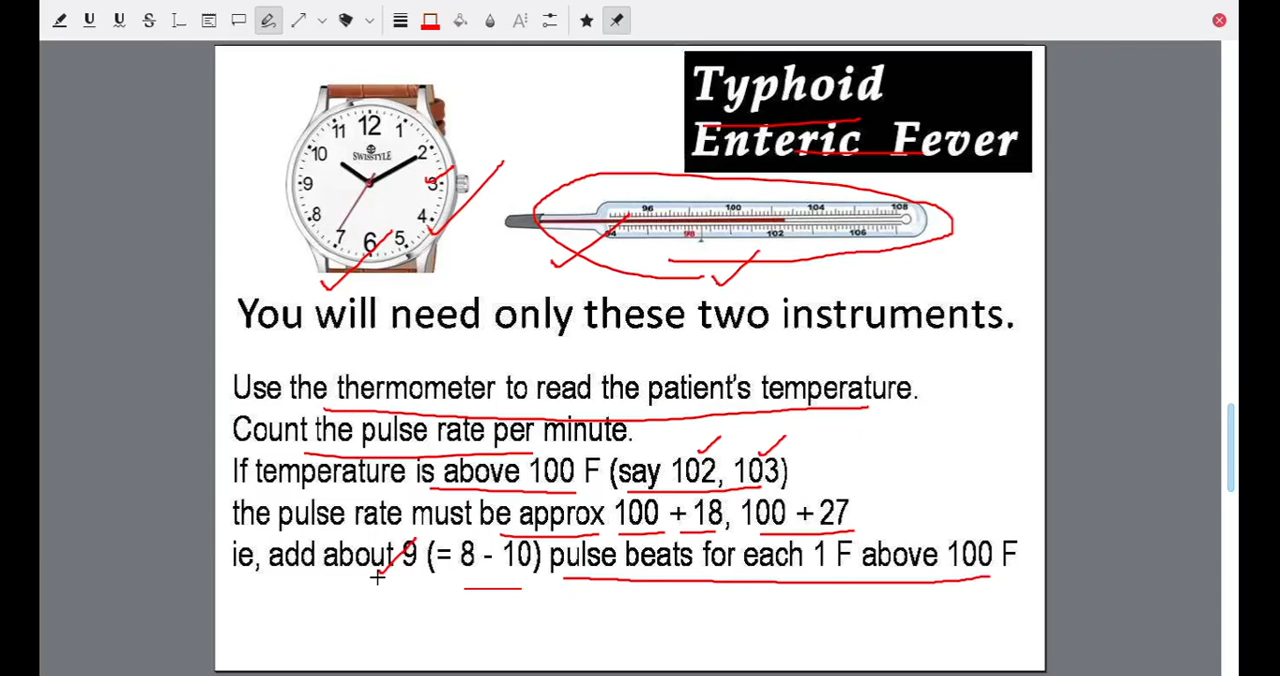 Typhoid
Enteric Fever
12
11 1
10 2
SWISSTYLE
9 3
8 4
7 5
6
96 100 104 108
94 98 102 106
You will need only these two instruments.
Use the thermometer to read the patient's temperature.
Count the pulse rate per minute.
If temperature is above 100 F (say 102, 103)
the pulse rate must be approx 100 + 18, 100 + 27
ie, add about 9 (= 8 - 10) pulse beats for each 1 F above 100 F